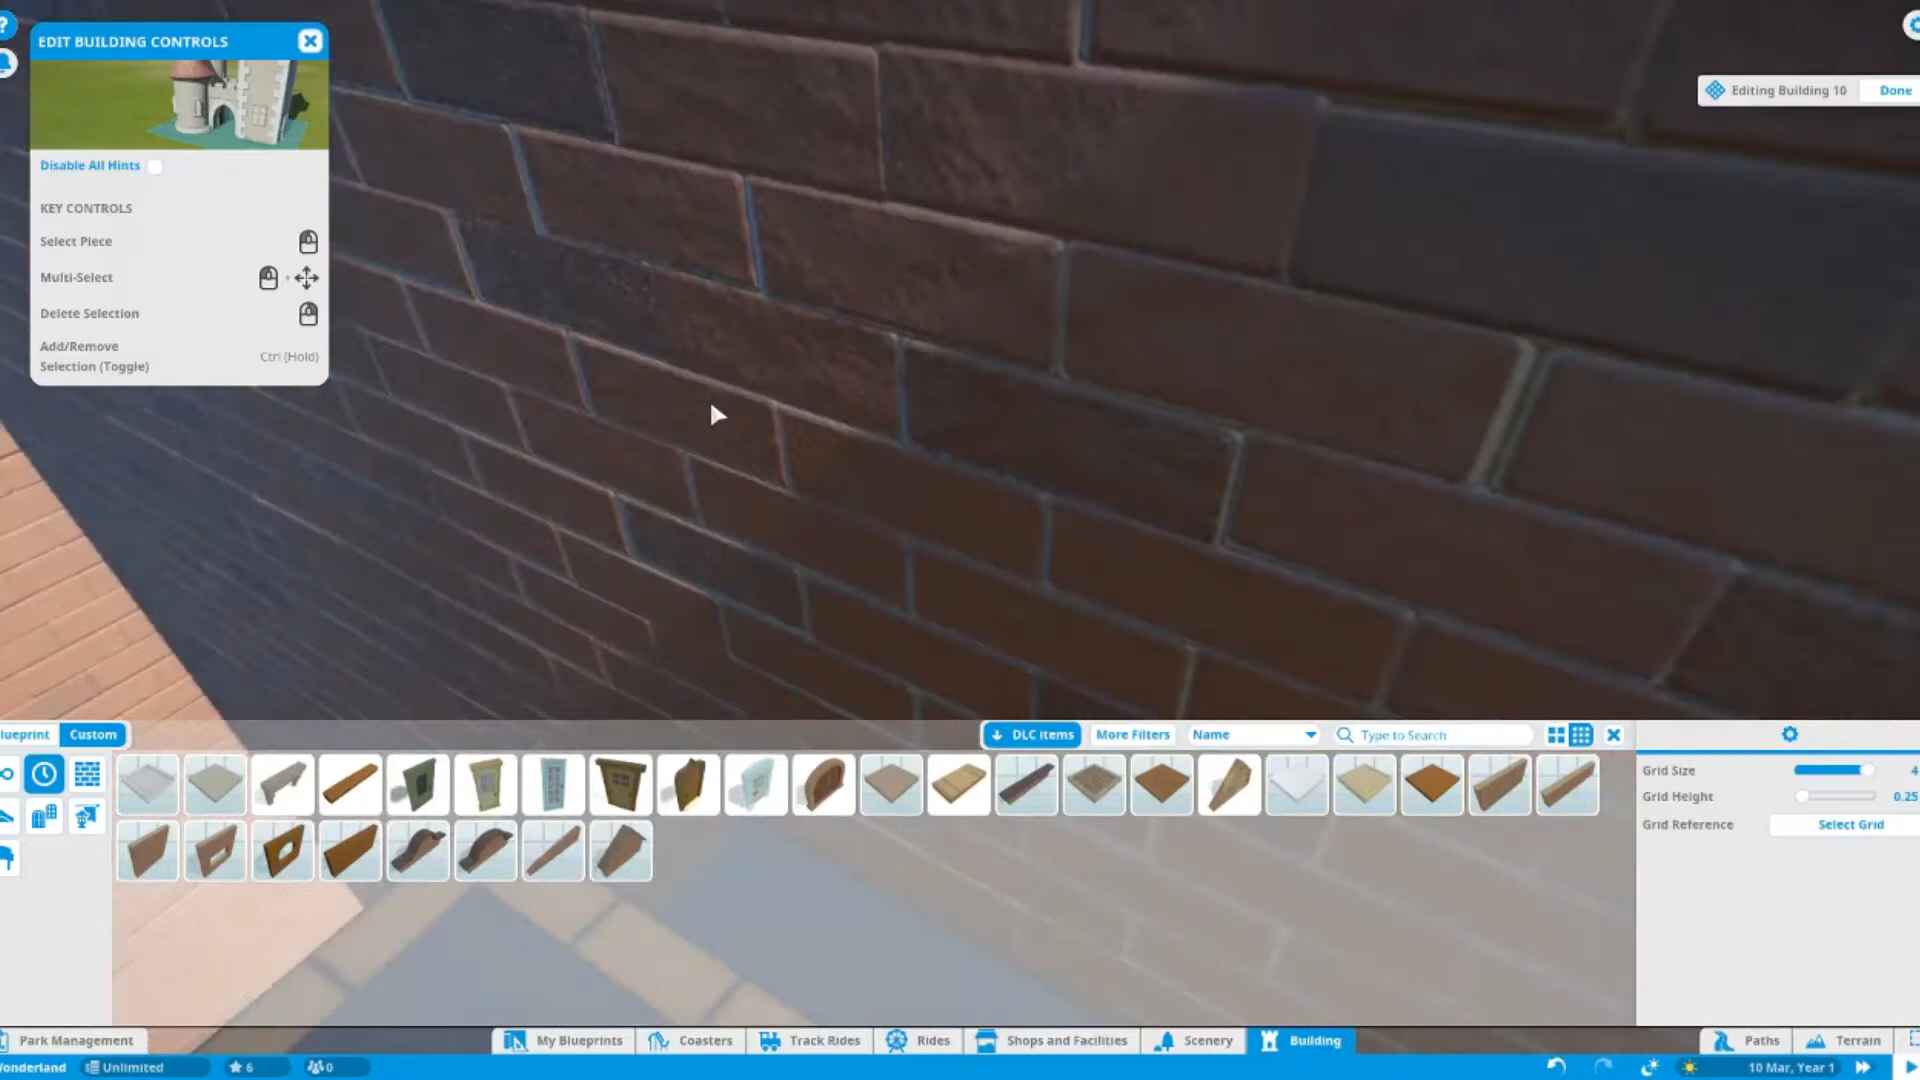 ?
EDIT BUILDING CONTROLS
Disable All Hints
KEY CONTROLS
Select Piece
Multi-Select
+
Delete Selection
Add/Remove
Selection (Toggle)
Ctrl (Hold)
Editing Building 10
Done
lueprint
Custom
DLC items
More Filters
Name
Type to Search
Grid Size
4
Grid Height
0.25
Grid Reference
Select Grid
Park Management
My Blueprints
Coasters
Track Rides
Rides
Shops and Facilities
Scenery
Building
Paths
Terrain
onderland
Unlimited
6
0
10 Mar, Year 1